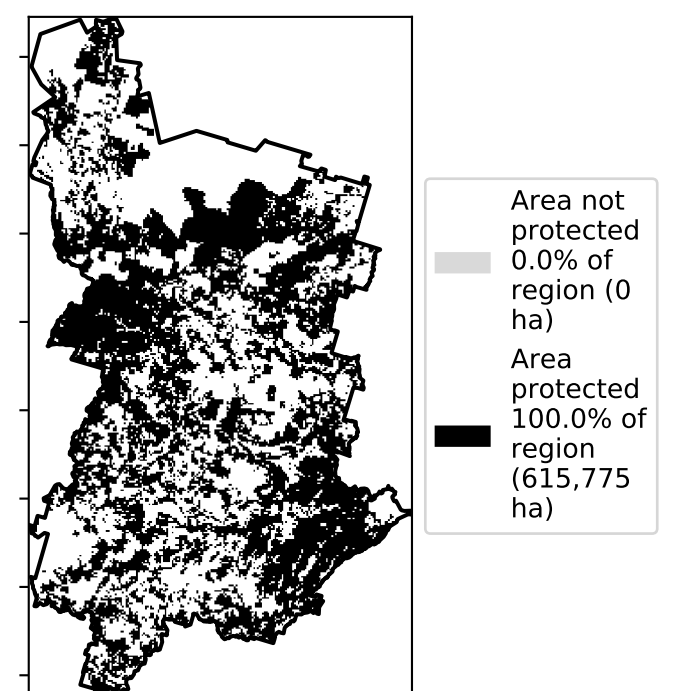 Area not
protected
0.0% of
region (0
ha)
Area
protected
100.0% of
region
(615,775
ha)